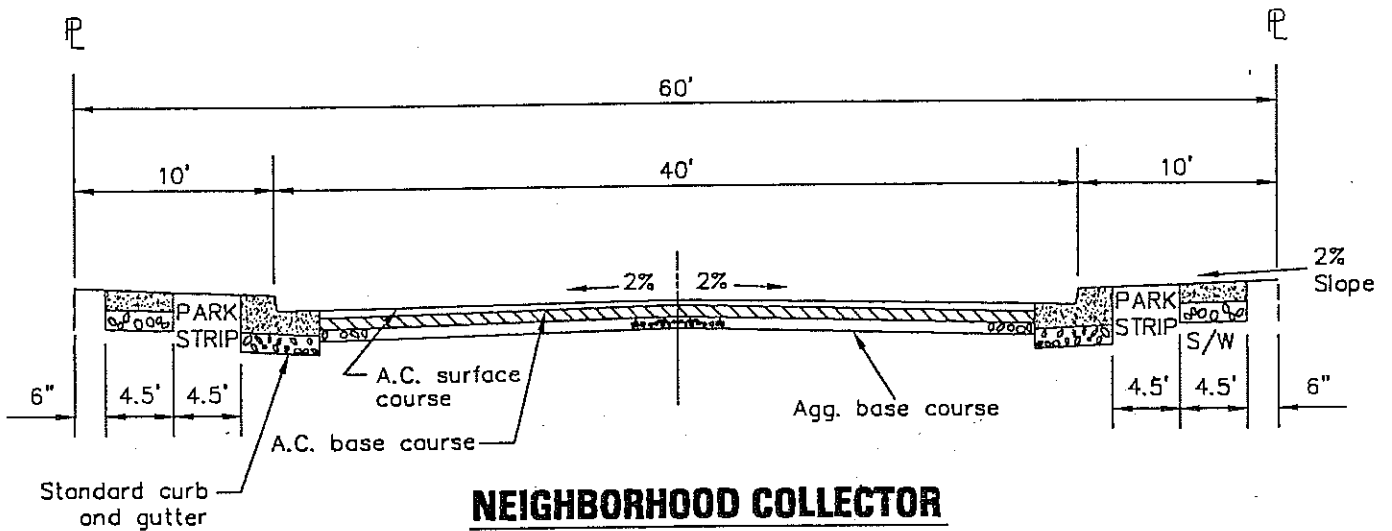 PL
PL
60'
10'
40'
10'
2%
2%
2%
Slope
PARK
STRIP
PARK
STRIP
S/W
6"
4.5'
4.5'
A.C. surface
course
Agg. base course
4.5'
4.5'
6"
A.C. base course
Standard curb
and gutter
NEIGHBORHOOD COLLECTOR